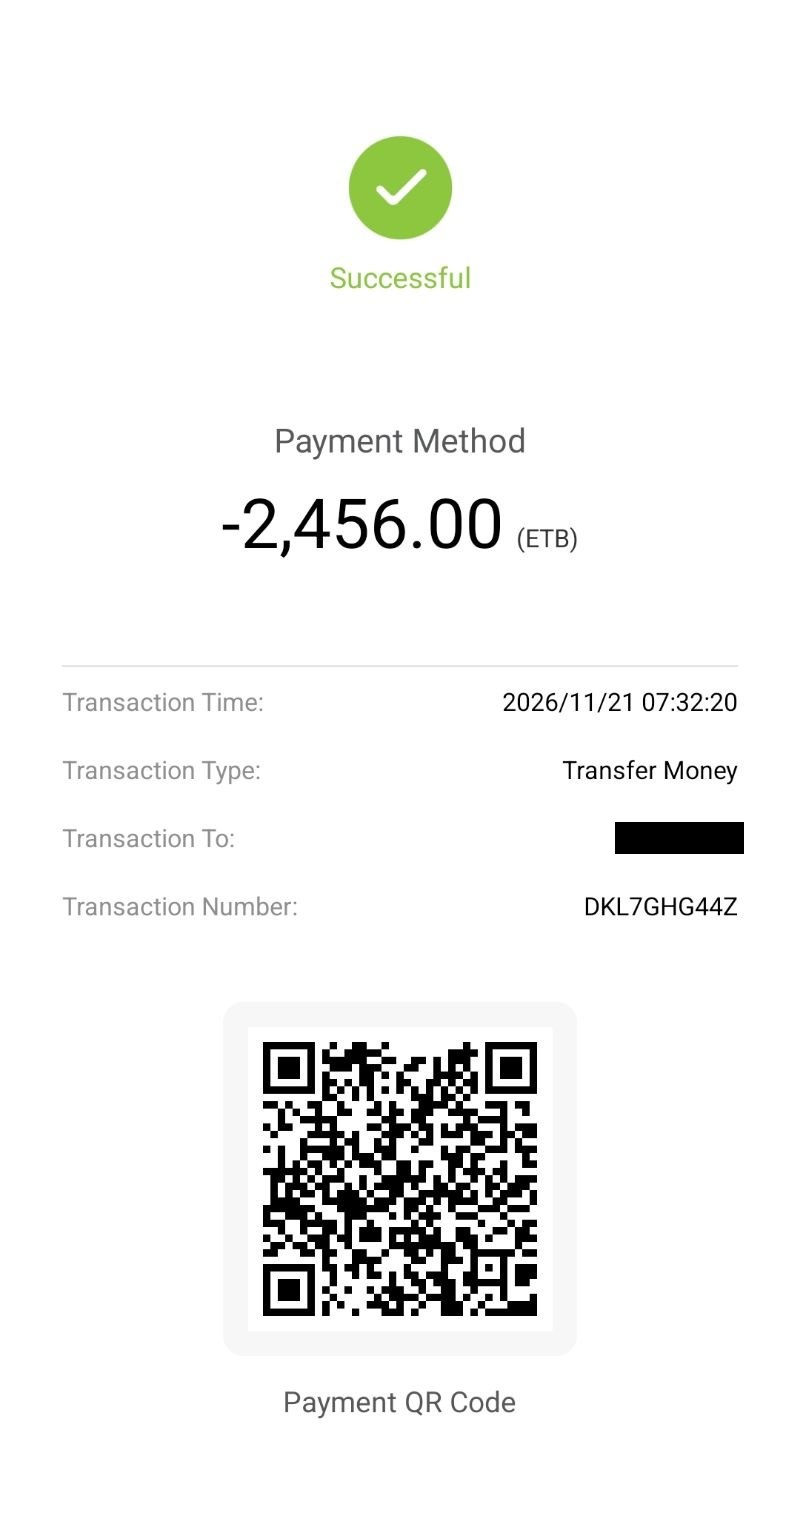 Successful
Payment Method
-2,456.00 (ETB)
Transaction Time: 2026/11/21 07:32:20
Transaction Type: Transfer Money
Transaction To:
Transaction Number: DKL7GHG44Z
Payment QR Code